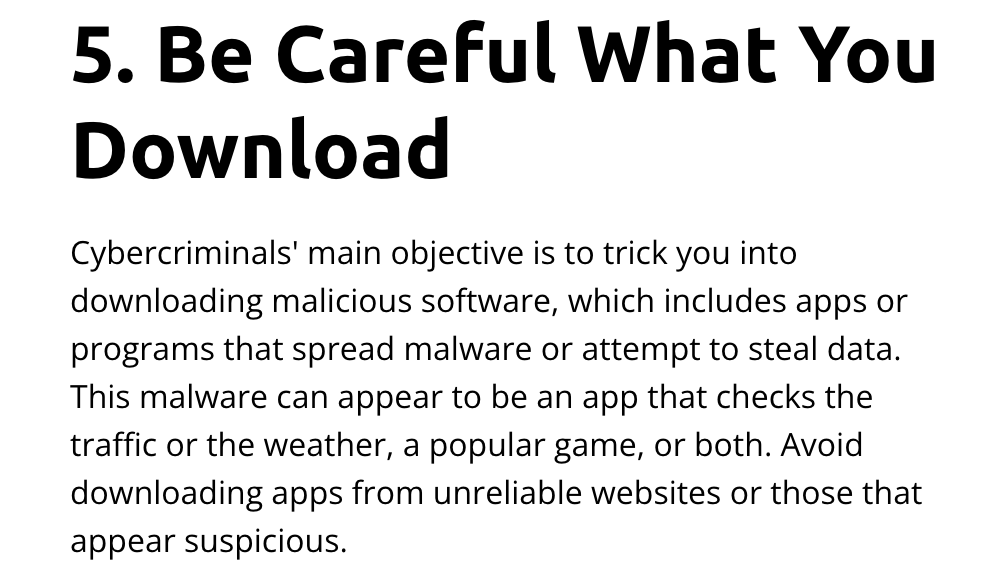 5. Be Careful What You
Download
Cybercriminals' main objective is to trick you into
downloading malicious software, which includes apps or
programs that spread malware or attempt to steal data.
This malware can appear to be an app that checks the
traffic or the weather, a popular game, or both. Avoid
downloading apps from unreliable websites or those that
appear suspicious.